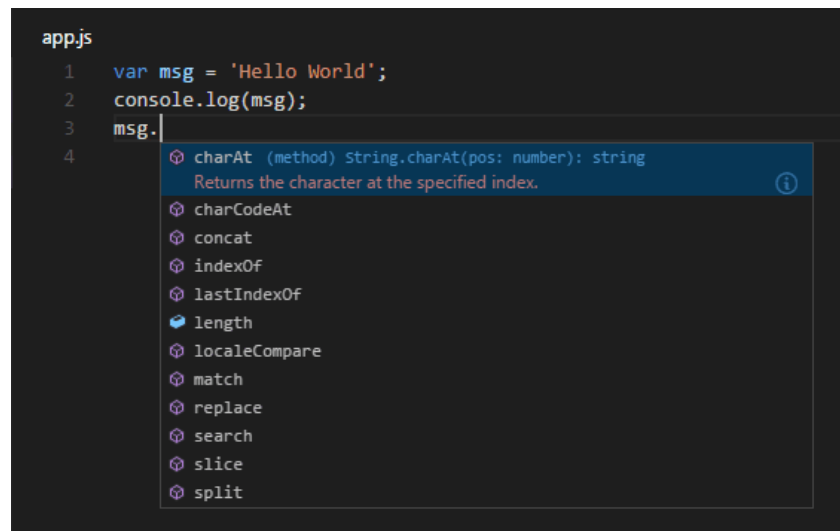 app.js
1 var msg = 'Hello World';
2 console.log(msg);
3 msg.
4
charAt (method) String.charAt(pos: number): string
Returns the character at the specified index.
charCodeAt
concat
indexOf
lastIndexOf
length
localeCompare
match
replace
search
slice
split